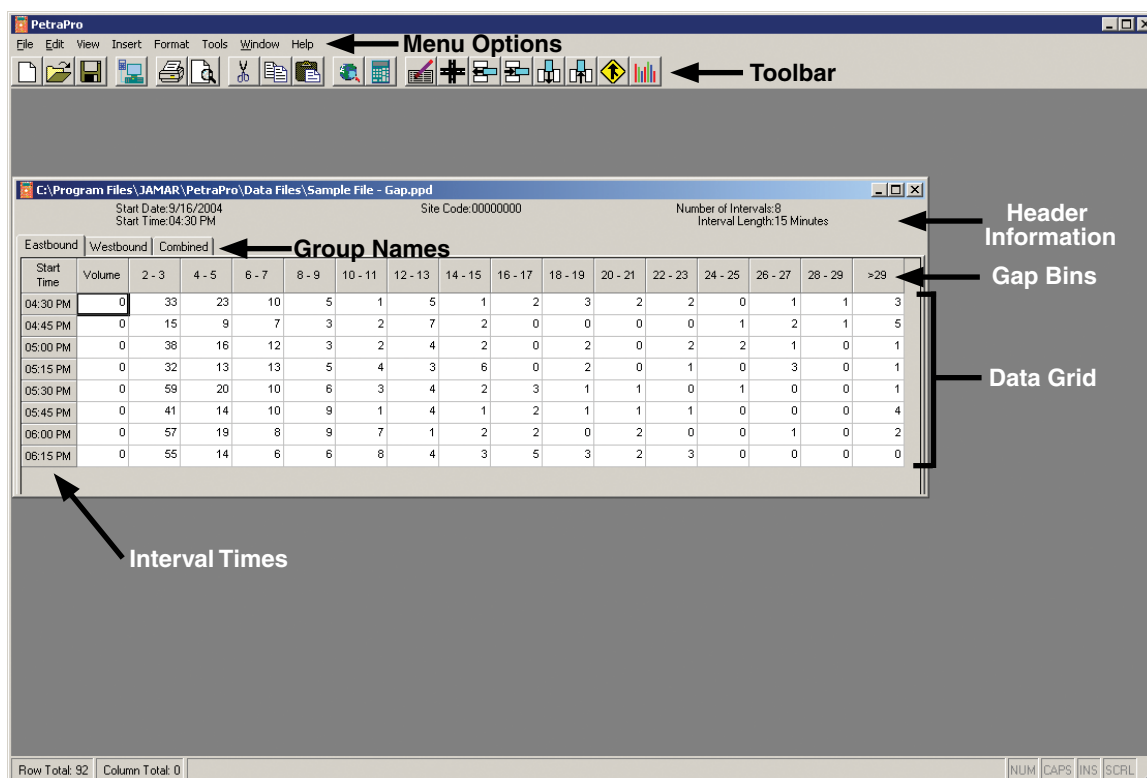 PetraPro
File Edit View Insert Format Tools Window Help
Menu Options
Toolbar
C:\Program Files\JAMAR\PetraPro\Data Files\Sample File - Gap.ppd
Start Date:9/16/2004 Site Code:00000000 Number of Intervals:8
Start Time:04:30 PM Interval Length:15 Minutes
Header
Information
Eastbound Westbound Combined
Group Names
Start Time Volume 2 - 3 4 - 5 6 - 7 8 - 9 10 - 11 12 - 13 14 - 15 16 - 17 18 - 19 20 - 21 22 - 23 24 - 25 26 - 27 28 - 29 >29
Gap Bins
04:30 PM 0 33 23 10 5 1 5 1 2 3 2 2 0 1 1 3
04:45 PM 0 15 9 7 3 2 7 2 0 0 0 0 1 2 1 5
05:00 PM 0 38 16 12 3 2 4 2 0 2 0 2 2 1 0 1
05:15 PM 0 32 13 13 5 4 3 6 0 2 0 1 0 3 0 1
05:30 PM 0 59 20 10 6 3 4 2 3 1 1 0 1 0 0 1
05:45 PM 0 41 14 10 9 1 4 1 2 1 1 1 0 0 0 4
06:00 PM 0 57 19 8 9 7 1 2 2 0 2 0 0 1 0 2
06:15 PM 0 55 14 6 6 8 4 3 5 3 2 3 0 0 0 0
Data Grid
Interval Times
Row Total: 92 Column Total: 0 NUM CAPS INS SCRL